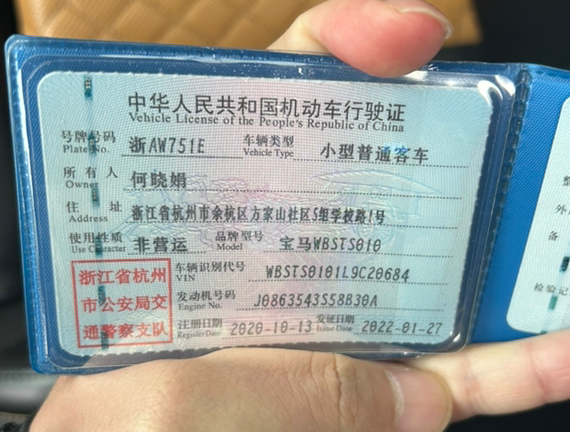 中华人民共和国机动车行驶证
Vehicle License of the People's Republic of China
号牌号码 Plate No. 浙AW751E 车辆类型 Vehicle Type 小型普通客车
所有人 Owner 何晓娟
住址 Address 浙江省杭州市余杭区方家山社区5组学校路1号
使用性质 Use Character 非营运 品牌型号 Model 宝马WBSTS010
车辆识别代号 VIN WBSTS0101L9C20684
发动机号码 Engine No. J0863543S58B30A
注册日期 Register Date 2020-10-13 发证日期 Issue Date 2022-01-27
浙江省杭州
市公安局交
通警察支队
备
检验记